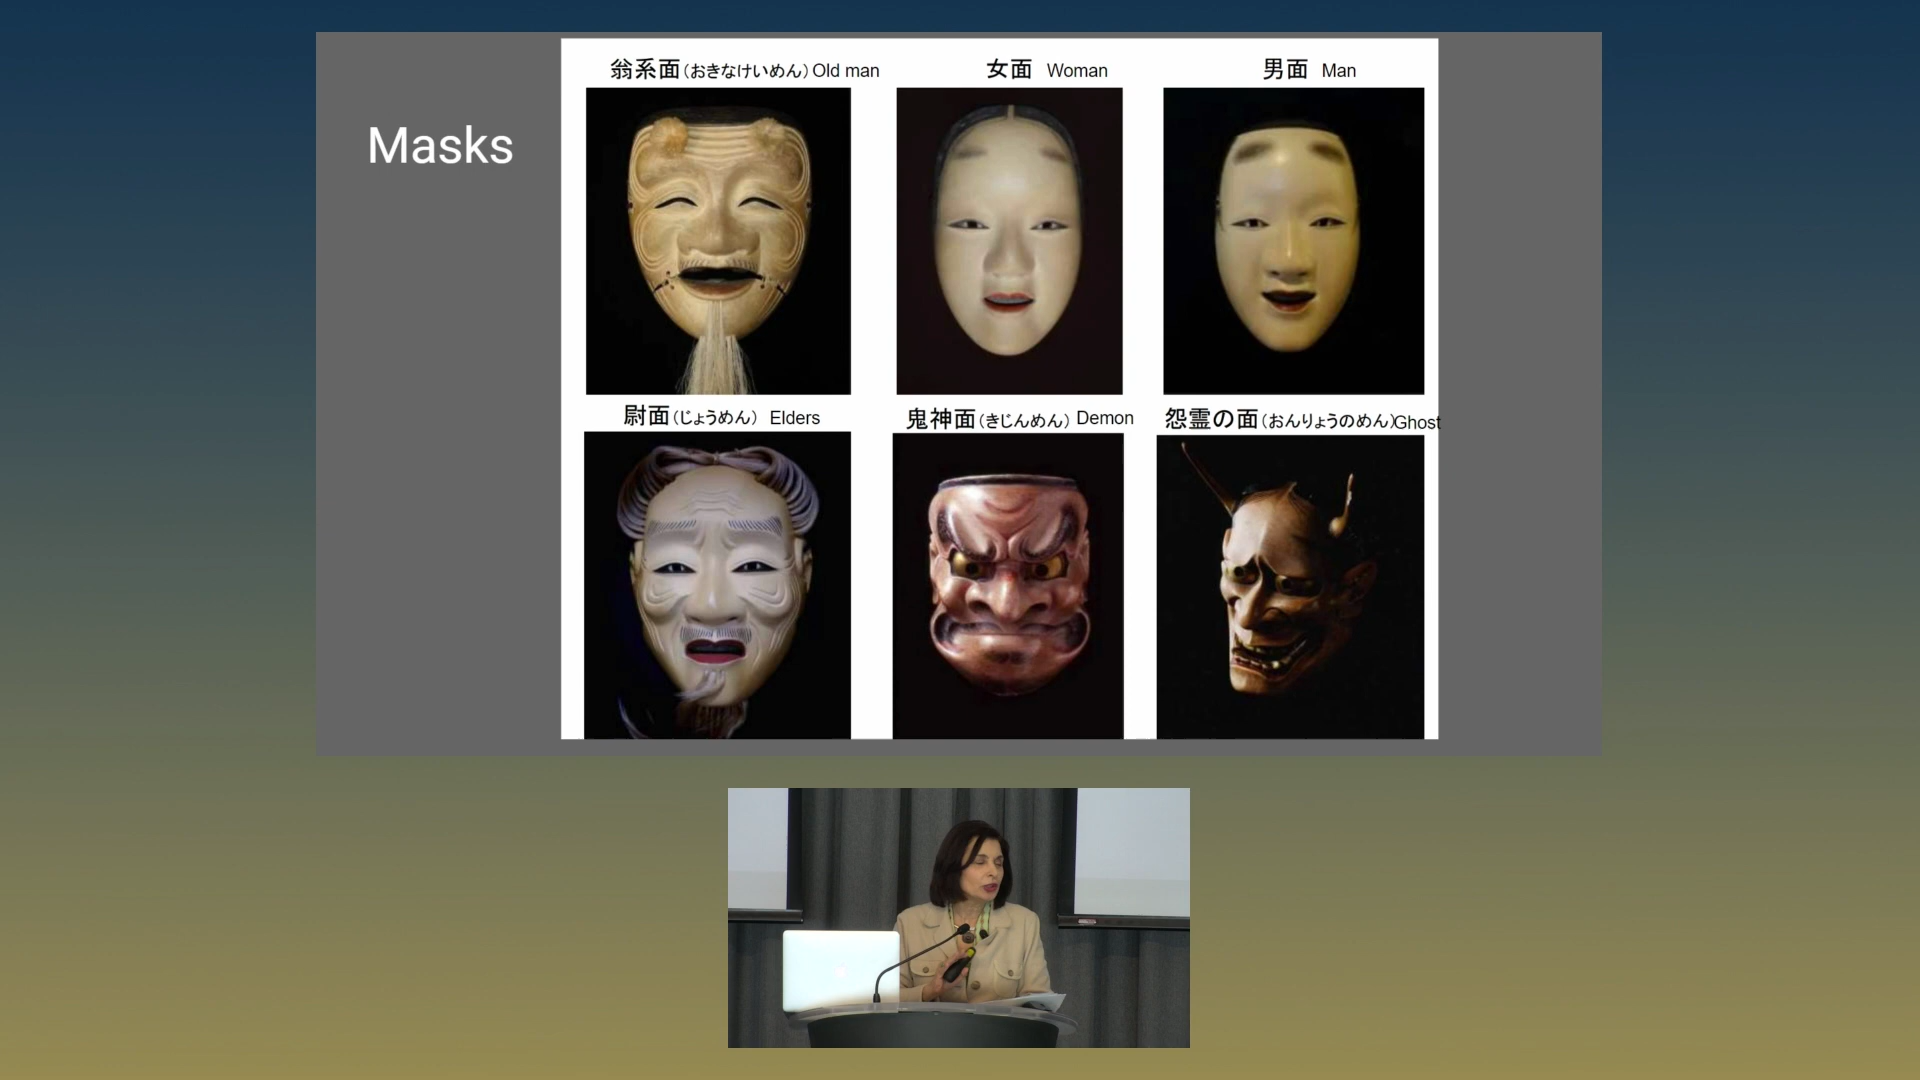 Masks
翁系面(おきなけいめん) Old man
女面 Woman
男面 Man
尉面(じょうめん) Elders
鬼神面(きじんめん) Demon
怨霊の面(おんりょうのめん)Ghost